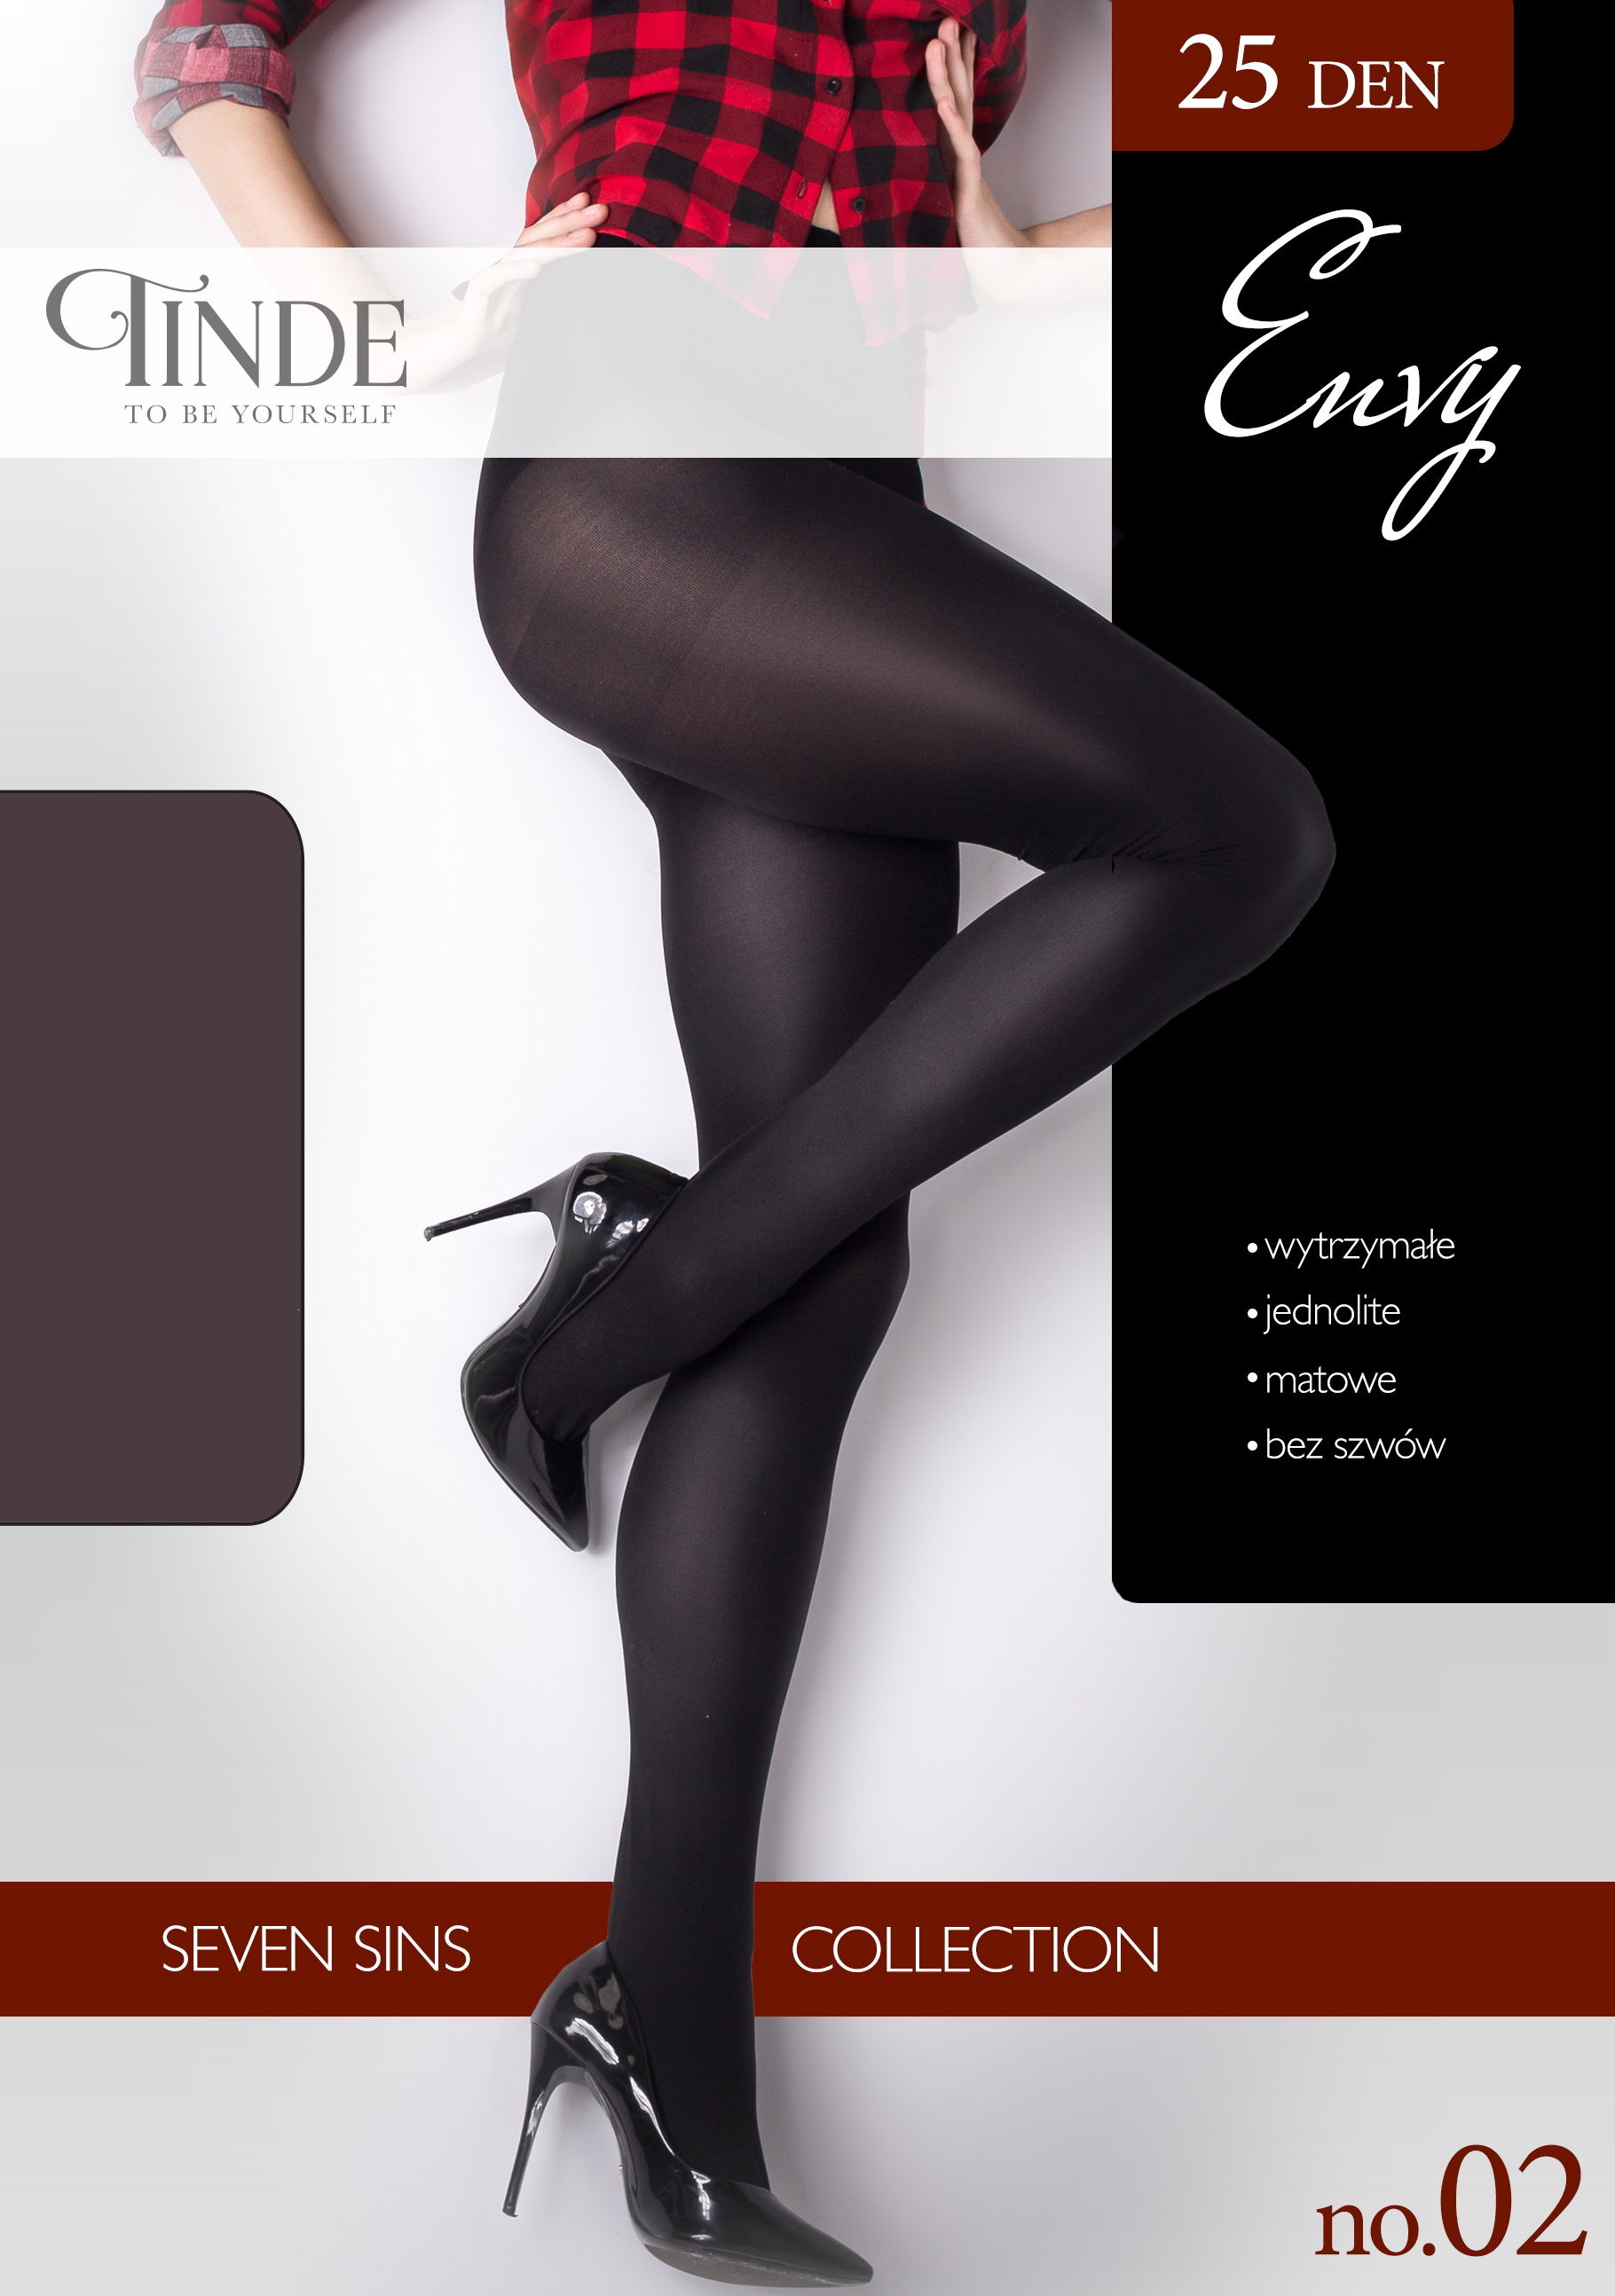 25 DEN
Envy
TINDE
TO BE YOURSELF
• wytrzymałe
• jednolite
• matowe
• bez szwów
SEVEN SINS COLLECTION
no.02